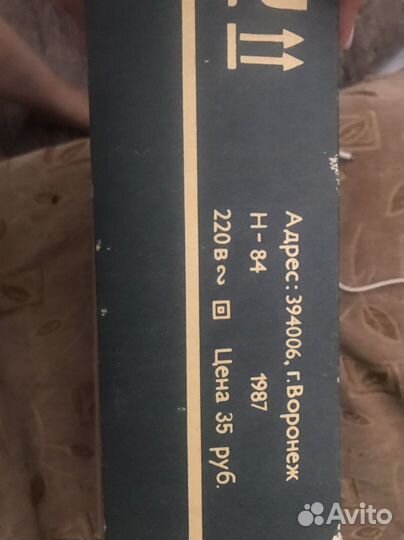 Адрес: 394006, г. Воронеж
Н-84 1987
220 в ~ Цена 35 руб.
Avito